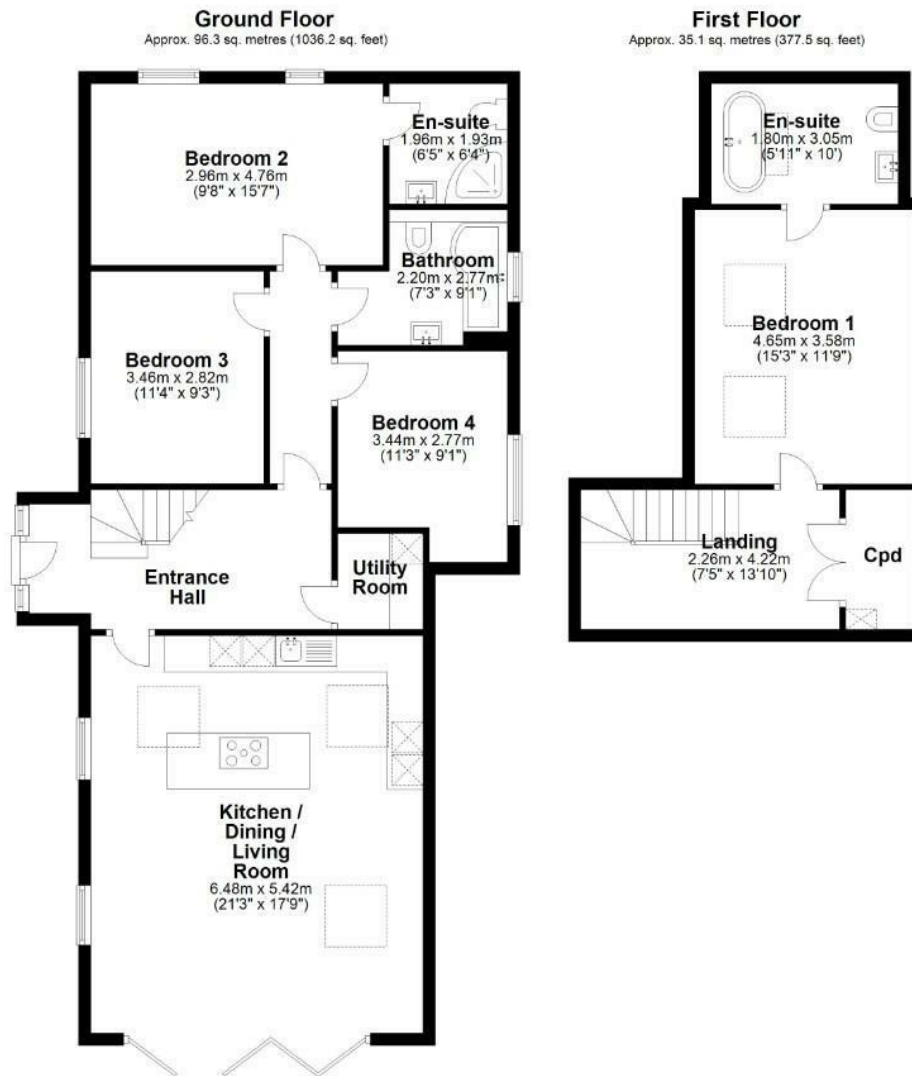 Ground Floor
Approx. 96.3 sq. metres (1036.2 sq. feet)
Bedroom 2
2.96m x 4.76m
(9'8" x 15'7")
En-suite
1.96m x 1.93m
(6'5" x 6'4")
Bathroom
2.20m x 2.77m
(7'3" x 9'1")
Bedroom 3
3.46m x 2.82m
(11'4" x 9'3")
Bedroom 4
3.44m x 2.77m
(11'3" x 9'1")
Entrance
Hall
Utility
Room
Kitchen /
Dining /
Living
Room
6.48m x 5.42m
(21'3" x 17'9")
First Floor
Approx. 35.1 sq. metres (377.5 sq. feet)
En-suite
1.80m x 3.05m
(5'11" x 10')
Bedroom 1
4.65m x 3.58m
(15'3" x 11'9")
Landing
2.26m x 4.22m
(7'5" x 13'10")
Cpd